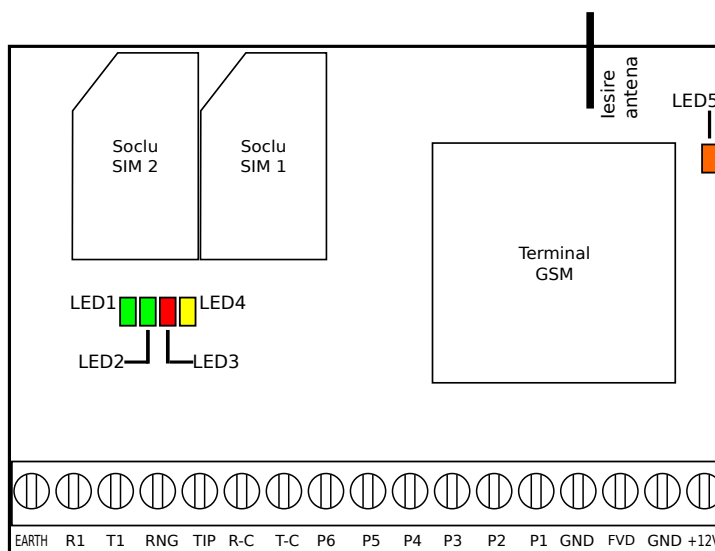 Iesire
antena
LED5
Soclu
SIM 2
Soclu
SIM 1
Terminal
GSM
LED1
LED4
LED2
LED3
EARTH R1 T1 RNG TIP R-C T-C P6 P5 P4 P3 P2 P1 GND FVD GND +12V